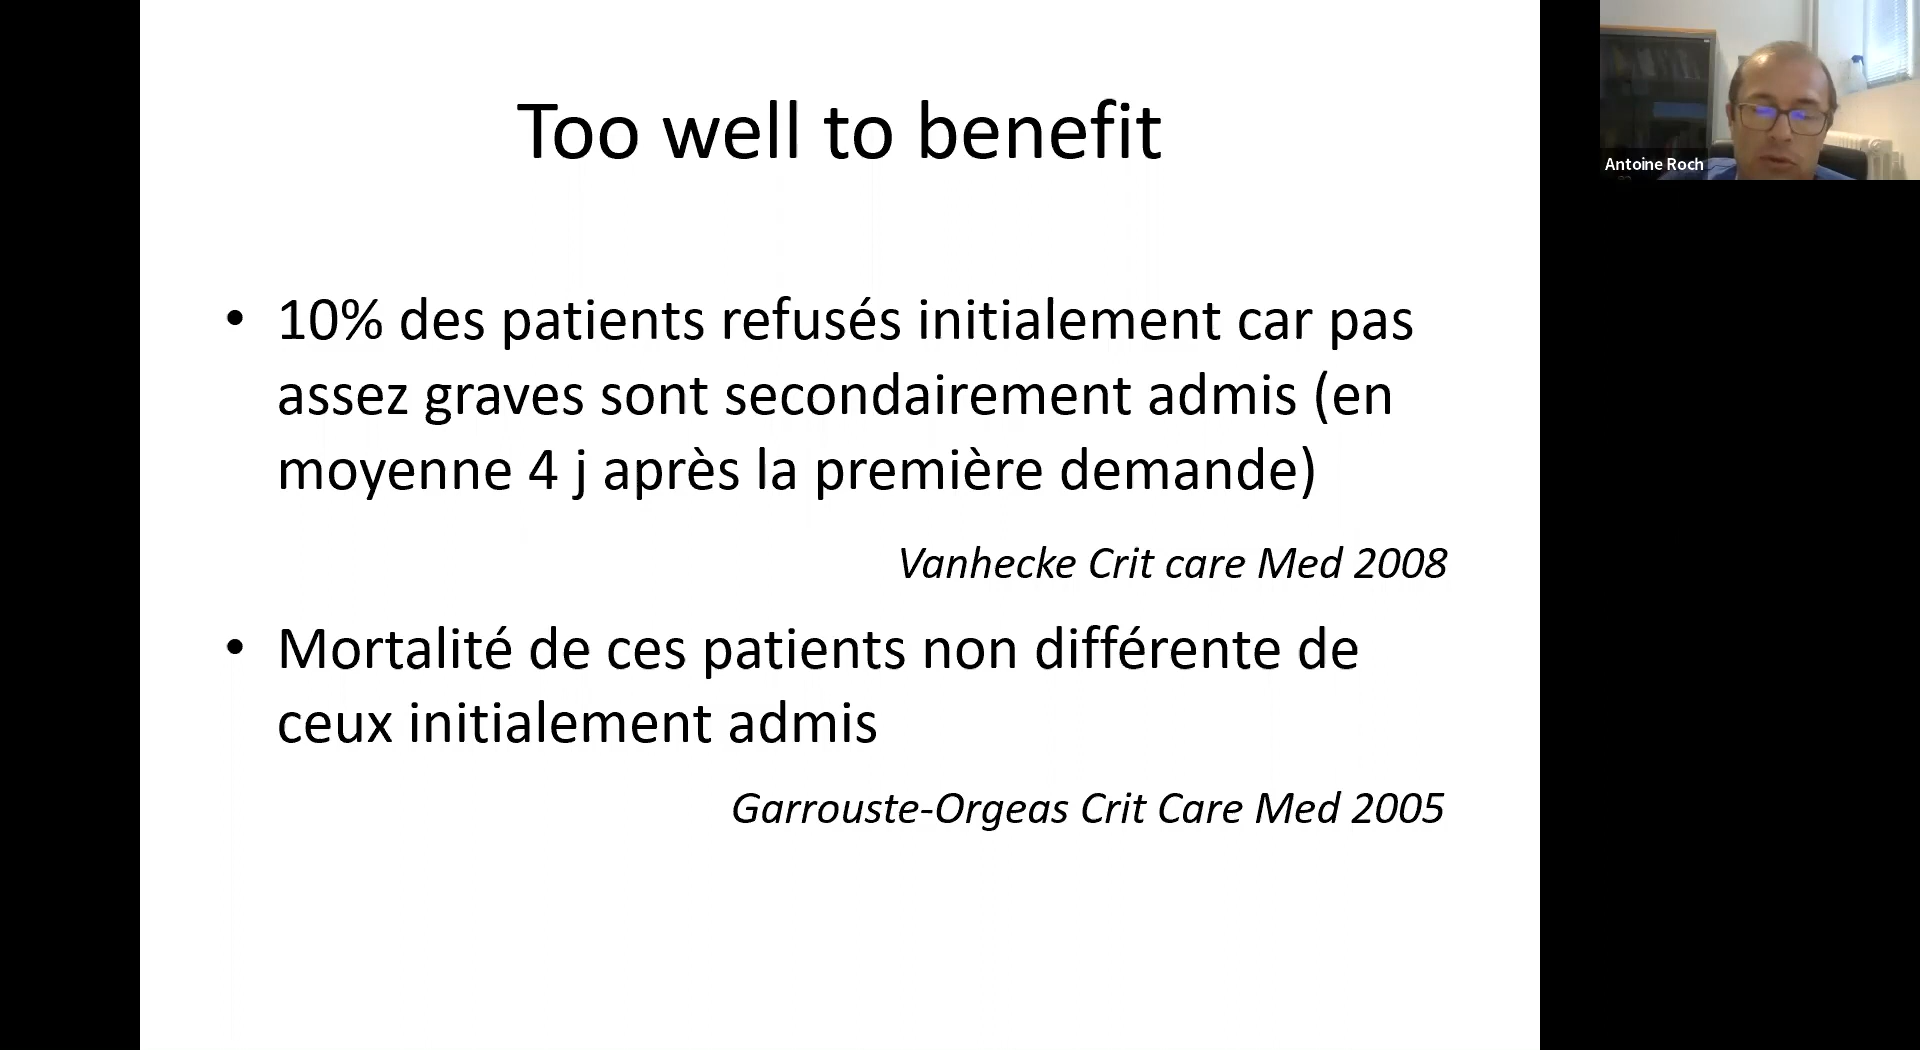 Too well to benefit
• 10% des patients refusés initialement car pas
assez graves sont secondairement admis (en
moyenne 4 j après la première demande)
Vanhecke Crit care Med 2008
• Mortalité de ces patients non différente de
ceux initialement admis
Garrouste-Orgeas Crit Care Med 2005
Antoine Roch